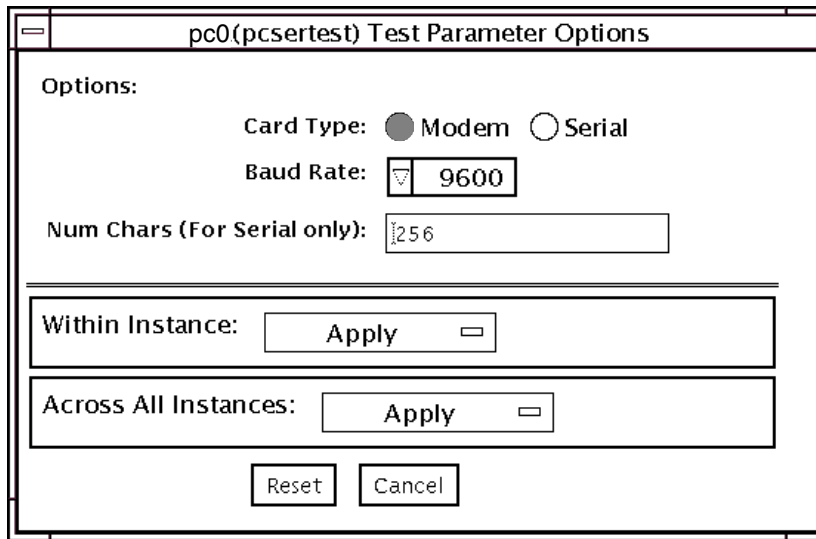 pc0.(pcsertest) Test Parameter Options
Options:
Card Type: Modem Serial
Baud Rate: 9600
Num Chars (For Serial only): 256
Within Instance: Apply
Across All Instances: Apply
Reset Cancel